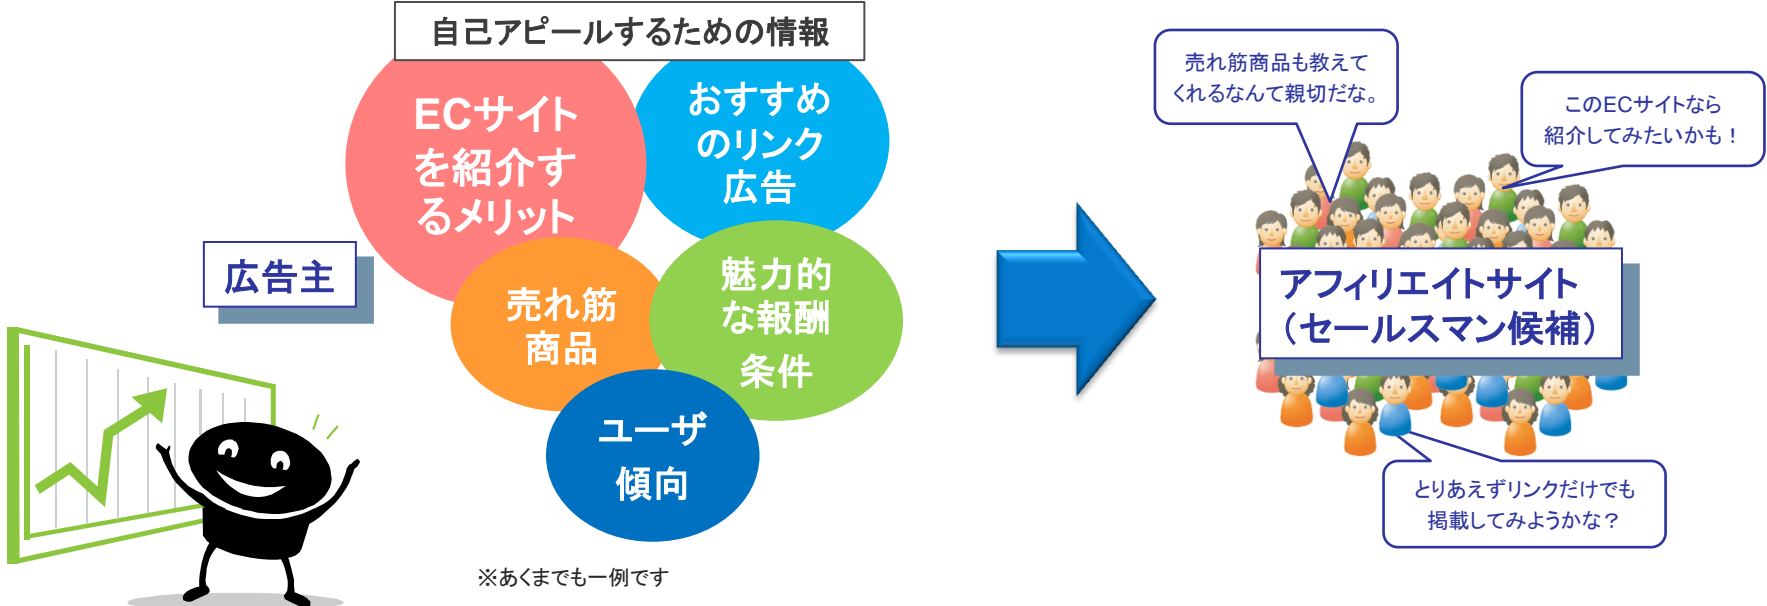 自己アピールするための情報
ECサイト
を紹介す
るメリット
おすすめ
のリンク
広告
広告主
売れ筋
商品
魅力的
な報酬
条件
ユーザ
傾向
※あくまでも一例です
売れ筋商品も教えて
くれるなんて親切だな。
このECサイトなら
紹介してみたいかも！
アフィリエイトサイト
（セールスマン候補）
とりあえずリンクだけでも
掲載してみようかな？